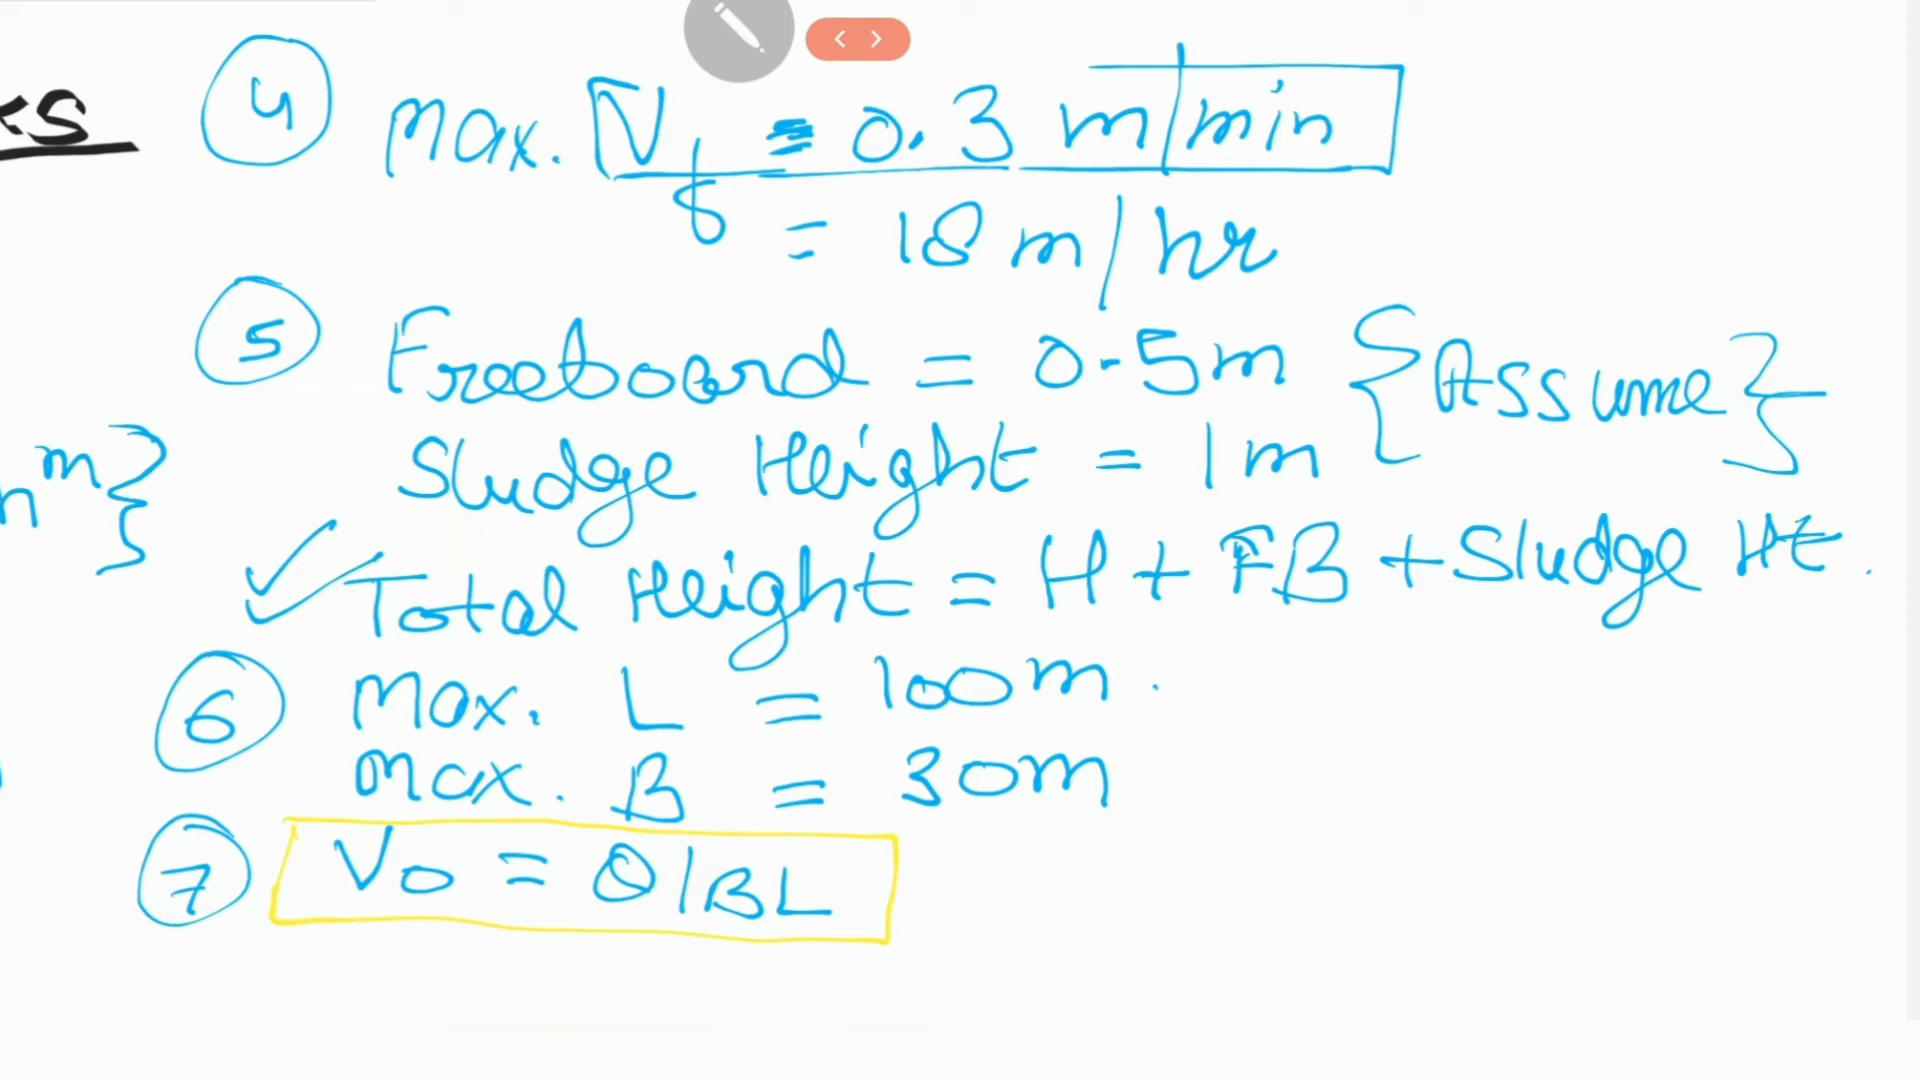 ④ Max. Vf = 0.3 m/min
= 18 m/hr
⑤ Freeboard = 0.5m {Assume}
Sludge Height = 1m
Total Height = H + FB + Sludge Ht.
⑥ Max. L = 100m.
Max. B = 30m
⑦ Vo = Q/BL